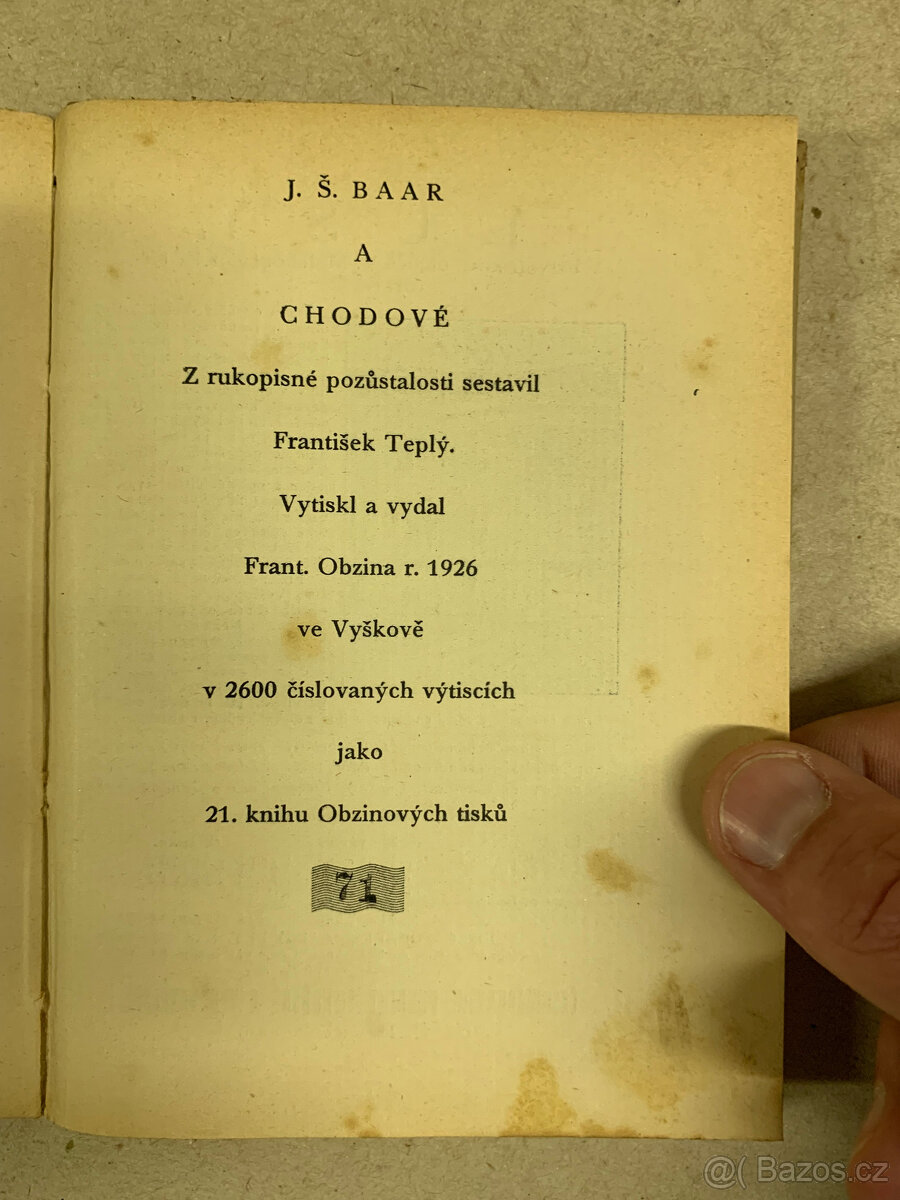 J. Š. BAAR
A
CHODOVÉ
Z rukopisné pozůstalosti sestavil
František Teplý.
Vytiskl a vydal
Frant. Obzina r. 1926
ve Vyškově
v 2600 číslovaných výtiscích
jako
21. knihu Obzinových tisků
71
@( Bazos.cz